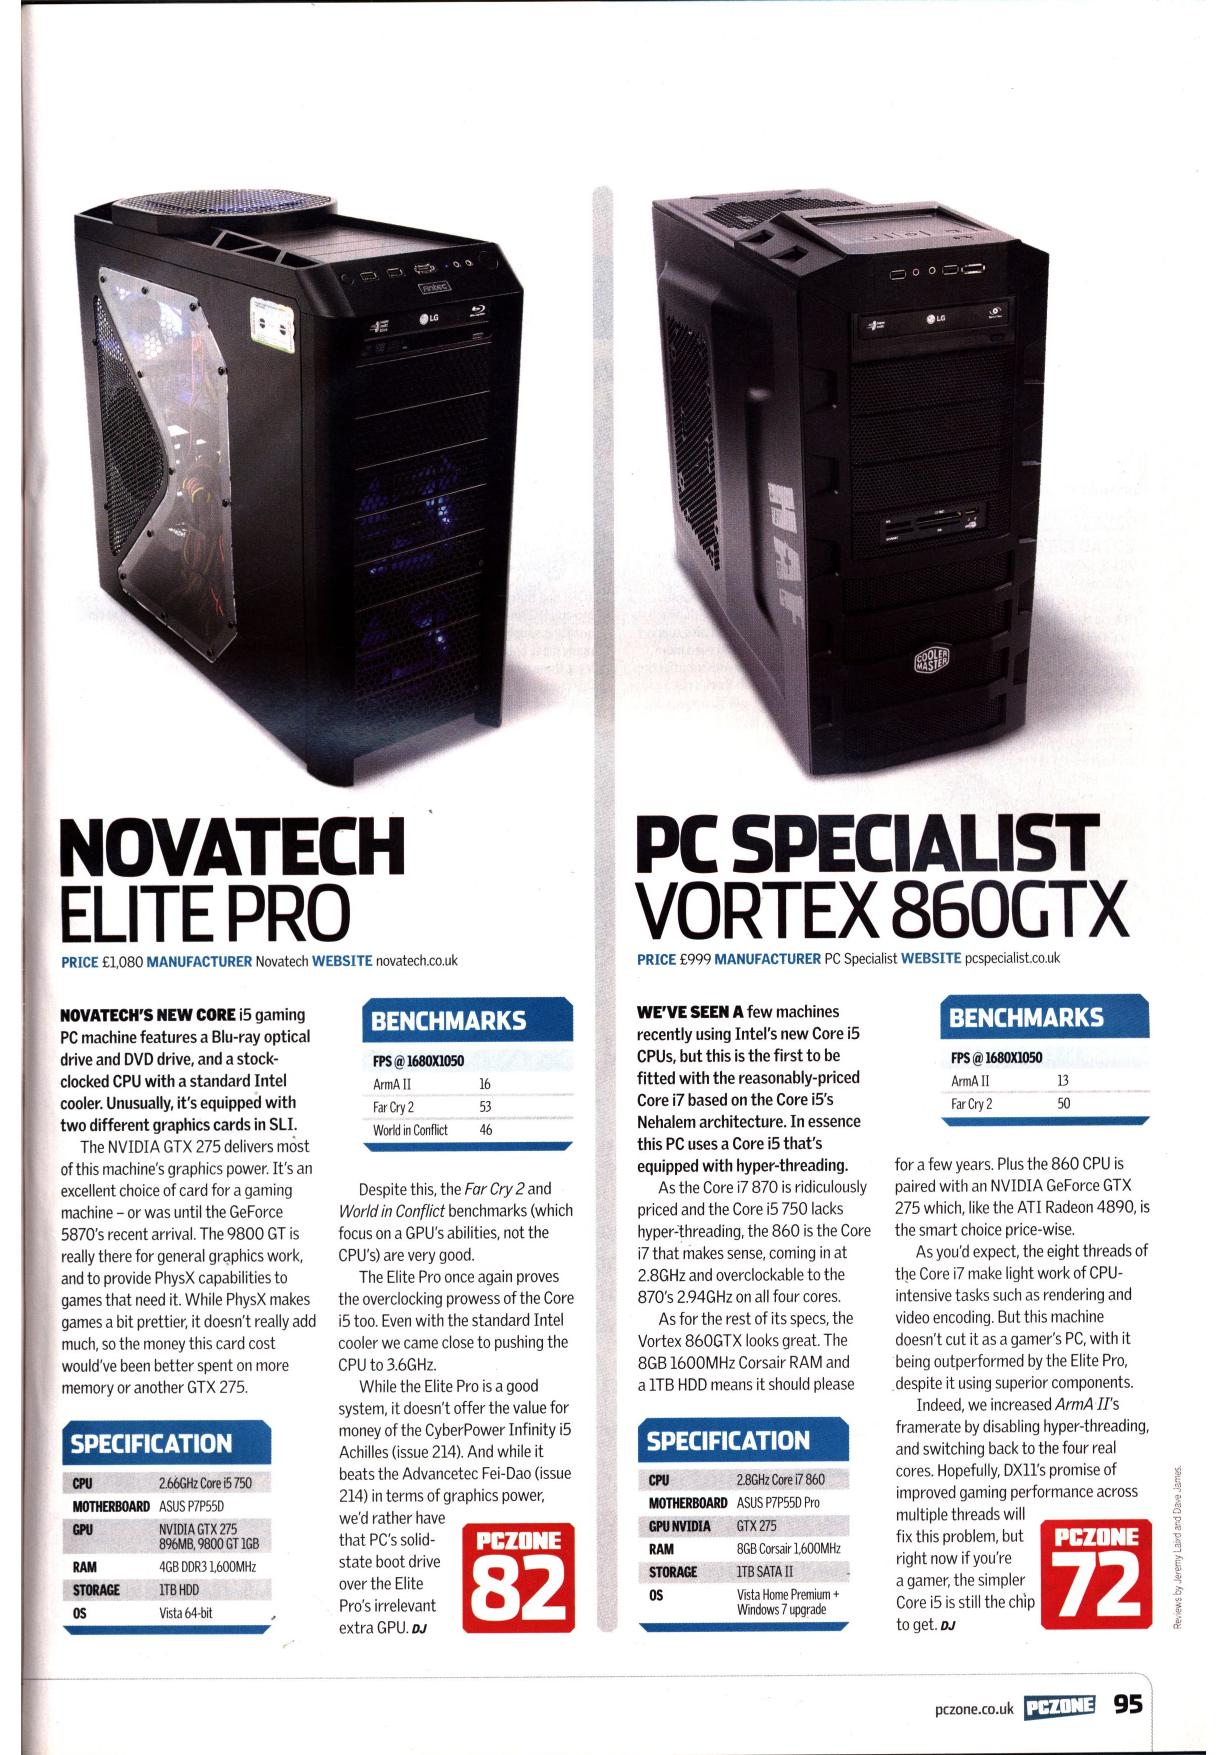 NOVATECH
ELITE PRO
PRICE £1,080 MANUFACTURER Novatech WEBSITE novatech.co.uk
NOVATECH'S NEW CORE i5 gaming
PC machine features a Blu-ray optical
drive and DVD drive, and a stock-
clocked CPU with a standard Intel
cooler. Unusually, it's equipped with
two different graphics cards in SLI.
The NVIDIA GTX 275 delivers most
of this machine's graphics power. It's an
excellent choice of card for a gaming
machine – or was until the GeForce
5870's recent arrival. The 9800 GT is
really there for general graphics work,
and to provide PhysX capabilities to
games that need it. While PhysX makes
games a bit prettier, it doesn't really add
much, so the money this card cost
would've been better spent on more
memory or another GTX 275.
SPECIFICATION
CPU 2.66GHz Core i5 750
MOTHERBOARD ASUS P7P55D
GPU NVIDIA GTX 275
896MB, 9800 GT 1GB
RAM 4GB DDR3 1,600MHz
STORAGE 1TB HDD
OS Vista 64-bit
BENCHMARKS
FPS @ 1680X1050
ArmA II 16
Far Cry 2 53
World in Conflict 46
Despite this, the Far Cry 2 and
World in Conflict benchmarks (which
focus on a GPU's abilities, not the
CPU's) are very good.
The Elite Pro once again proves
the overclocking prowess of the Core
i5 too. Even with the standard Intel
cooler we came close to pushing the
CPU to 3.6GHz.
While the Elite Pro is a good
system, it doesn't offer the value for
money of the CyberPower Infinity i5
Achilles (issue 214). And while it
beats the Advancetec Fei-Dao (issue
214) in terms of graphics power,
we'd rather have
that PC's solid-
state boot drive
over the Elite
Pro's irrelevant
extra GPU. DJ
PCZONE
82
Antec
LG
LG
HAF
COOLER
MASTER
PC SPECIALIST
VORTEX 860GTX
PRICE £999 MANUFACTURER PC Specialist WEBSITE pcspecialist.co.uk
WE'VE SEEN A few machines
recently using Intel's new Core i5
CPUs, but this is the first to be
fitted with the reasonably-priced
Core i7 based on the Core i5's
Nehalem architecture. In essence
this PC uses a Core i5 that's
equipped with hyper-threading.
As the Core i7 870 is ridiculously
priced and the Core i5 750 lacks
hyper-threading, the 860 is the Core
i7 that makes sense, coming in at
2.8GHz and overclockable to the
870's 2.94GHz on all four cores.
As for the rest of its specs, the
Vortex 860GTX looks great. The
8GB 1600MHz Corsair RAM and
a 1TB HDD means it should please
SPECIFICATION
CPU 2.8GHz Core i7 860
MOTHERBOARD ASUS P7P55D Pro
GPU NVIDIA GTX 275
RAM 8GB Corsair 1,600MHz
STORAGE 1TB SATA II
OS Vista Home Premium +
Windows 7 upgrade
BENCHMARKS
FPS @ 1680X1050
ArmA II 13
Far Cry 2 50
for a few years. Plus the 860 CPU is
paired with an NVIDIA GeForce GTX
275 which, like the ATI Radeon 4890, is
the smart choice price-wise.
As you'd expect, the eight threads of
the Core i7 make light work of CPU-
intensive tasks such as rendering and
video encoding. But this machine
doesn't cut it as a gamer's PC, with it
being outperformed by the Elite Pro,
despite it using superior components.
Indeed, we increased ArmA II's
framerate by disabling hyper-threading,
and switching back to the four real
cores. Hopefully, DX11's promise of
improved gaming performance across
multiple threads will
fix this problem, but
right now if you're
a gamer, the simpler
Core i5 is still the chip
to get. DJ
PCZONE
72
Reviews by Jeremy Laird and Dave James.
pczone.co.uk PCZONE 95